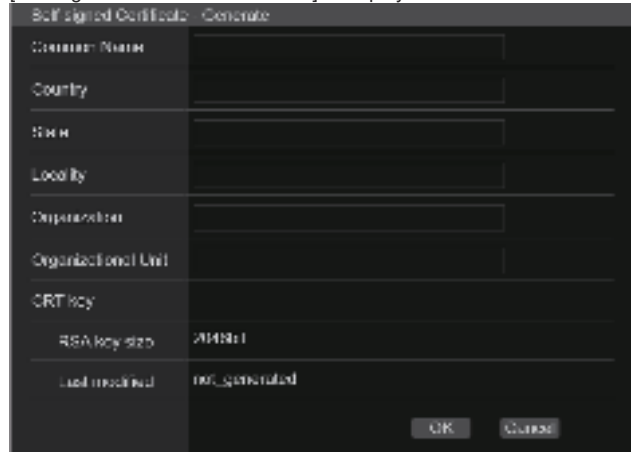 Self-signed Certificate - Generate
Common Name
Country
State
Locality
Organization
Organizational Unit
CRT key
RSA key size 2048bit
Last modified not_generated
OK Cancel